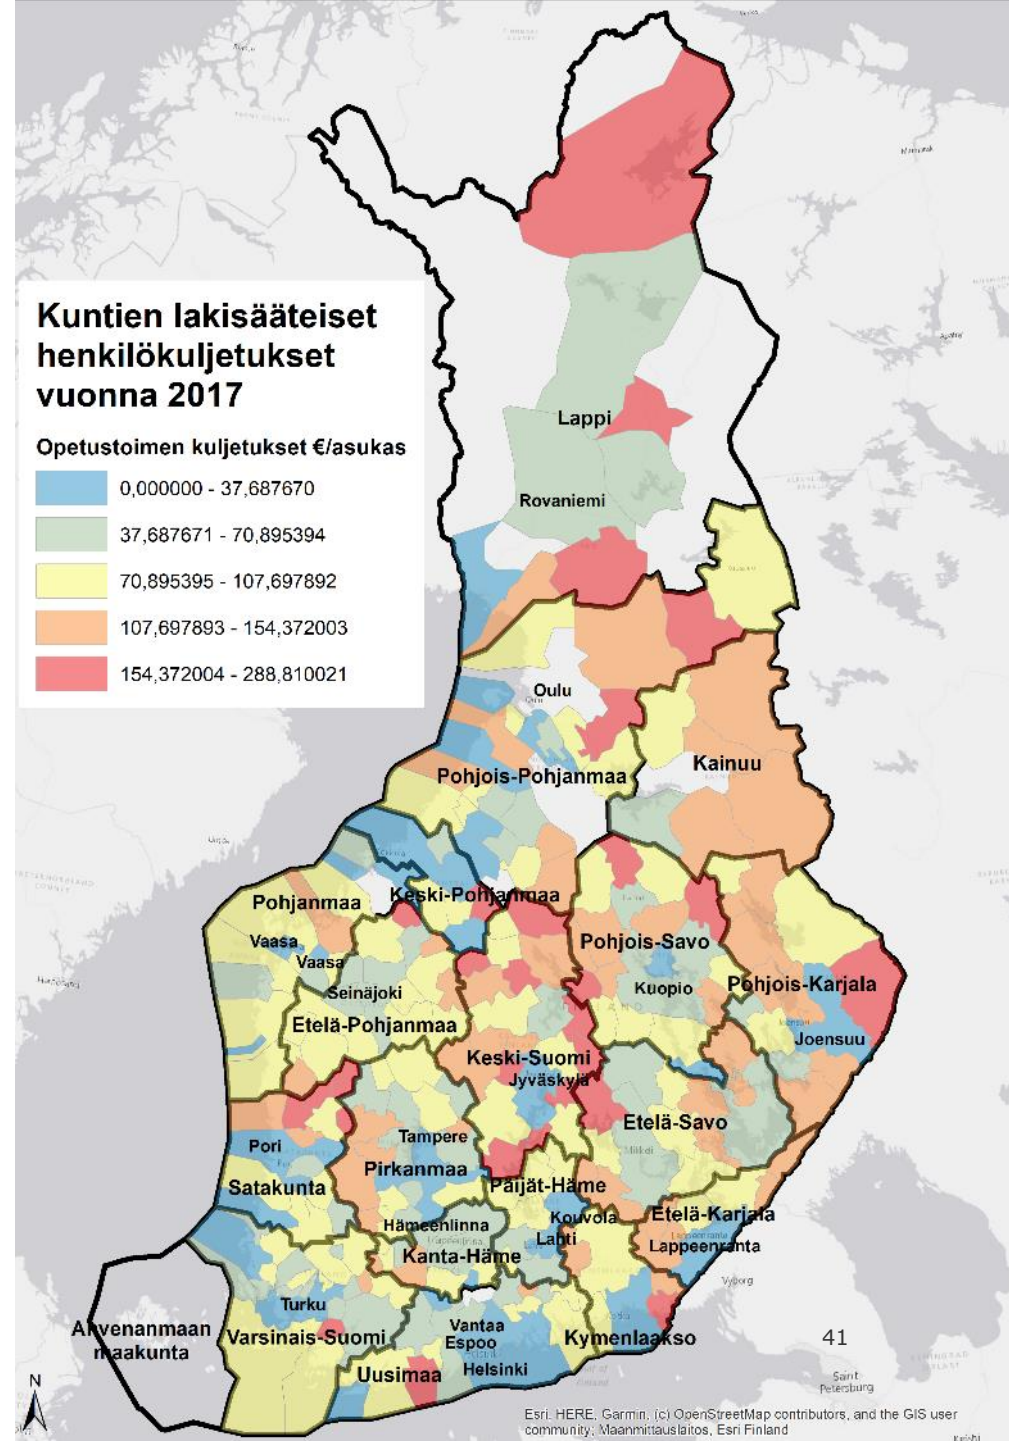 Kuntien lakisääteiset
henkilökuljetukset
vuonna 2017
Opetustoimen kuljetukset €/asukas
0,000000 - 37,687670
37,687671 - 70,895394
70,895395 - 107,697892
107,697893 - 154,372003
154,372004 - 288,810021
Lappi
Rovaniemi
Oulu
Kainuu
Pohjois-Pohjanmaa
Keski-Pohjanmaa
Pohjanmaa
Vaasa
Pohjois-Savo
Vaasa
Pohjois-Karjala
Kuopio
Seinäjoki
Etelä-Pohjanmaa
Joensuu
Keski-Suomi
Jyväskylä
Etelä-Savo
Tampere
Pori
Pirkanmaa
Satakunta
Päijät-Häme
Kouvola
Etelä-Karjala
Hämeenlinna
Lahti
Lappeenranta
Kanta-Häme
Vyborg
Turku
Vantaa
Ahvenanmaan
maakunta
Varsinais-Suomi
Espoo
Kymenlaakso
41
Uusimaa
Helsinki
Saint
Petersburg
N
Esri, HERE, Garmin, (c) OpenStreetMap contributors, and the GIS user
community; Maanmittauslaitos, Esri Finland